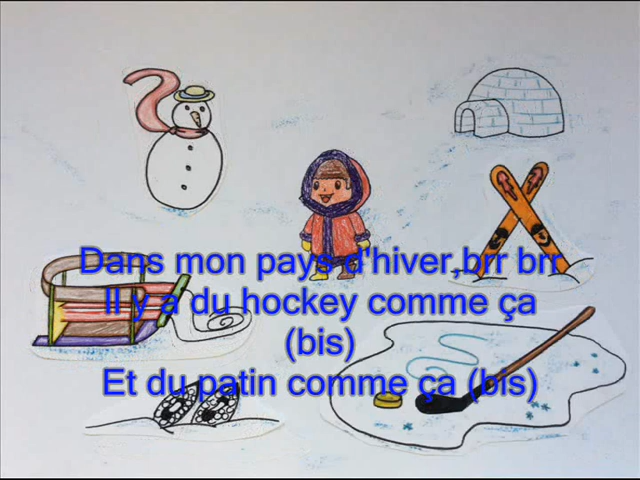 Dans mon pays d'hiver,brr brr
Il y a du hockey comme ça
(bis)
Et du patin comme ça (bis)